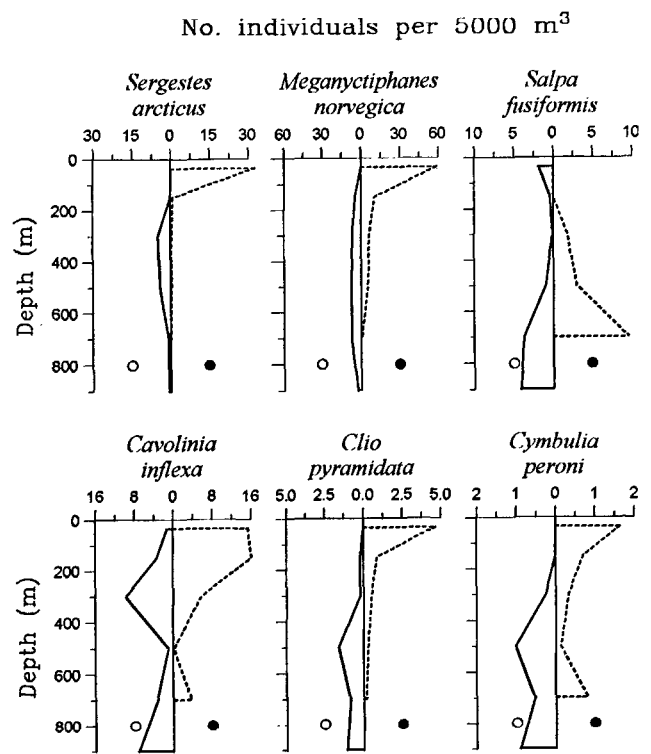 No. individuals per 5000 m³
Sergestes arcticus
Meganyctiphanes norvegica
Salpa fusiformis
30 15 0 15 30
60 30 0 30 60
10 5 0 5 10
Depth (m)
0
200
400
600
800
Cavolinia inflexa
Clio pyramidata
Cymbulia peroni
16 8 0 8 16
5.0 2.5 0.0 2.5 5.0
2 1 0 1 2
Depth (m)
0
200
400
600
800